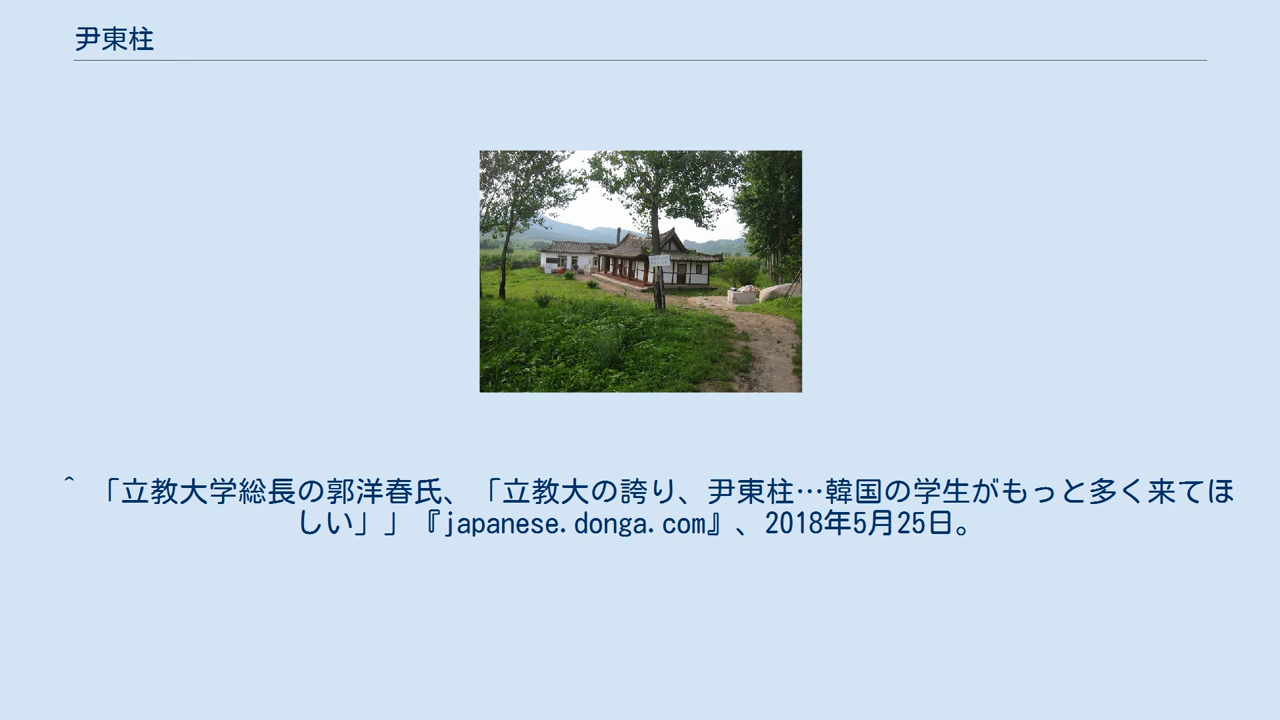 尹東柱
^ 「立教大学総長の郭洋春氏、「立教大の誇り、尹東柱…韓国の学生がもっと多く来てほ
しい」」『japanese.donga.com』、2018年5月25日。